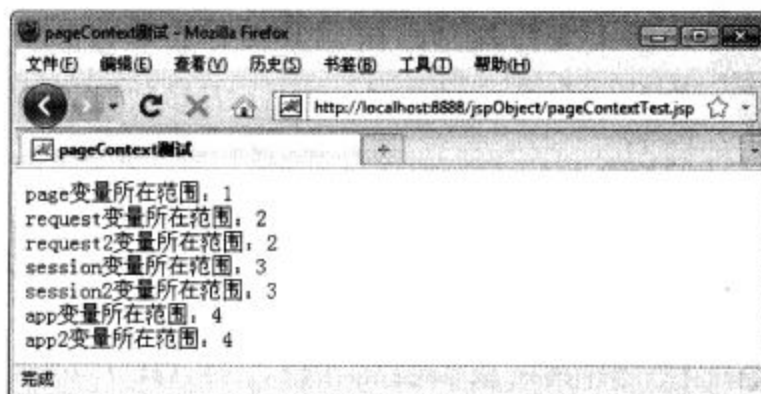 pageContext测试 - Mozilla Firefox
文件(F) 编辑(E) 查看(V) 历史(S) 书签(B) 工具(T) 帮助(H)
http://localhost:8888/jspObject/pageContextTest.jsp
pageContext测试
page变量所在范围：1
request变量所在范围：2
request2变量所在范围：2
session变量所在范围：3
session2变量所在范围：3
app变量所在范围：4
app2变量所在范围：4
完成